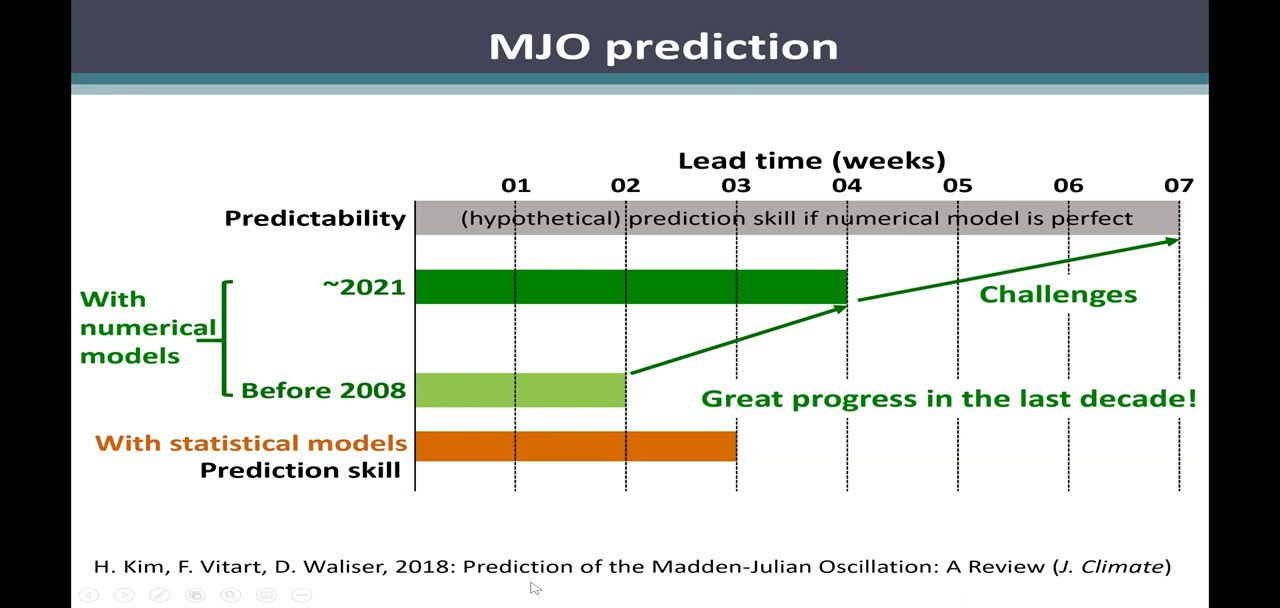 MJO prediction
Lead time (weeks)
01 02 03 04 05 06 07
Predictability
(hypothetical) prediction skill if numerical model is perfect
With
numerical
models
~2021
Challenges
Before 2008
Great progress in the last decade!
With statistical models
Prediction skill
H. Kim, F. Vitart, D. Waliser, 2018: Prediction of the Madden-Julian Oscillation: A Review (J. Climate)